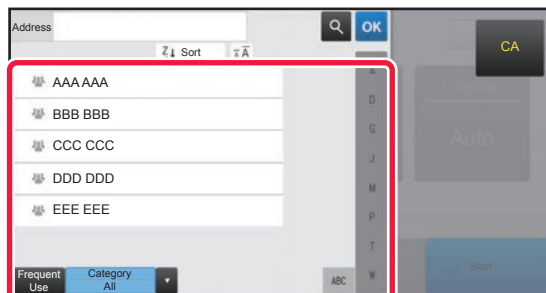 Address
OK
CA
Sort
A
Original
AAA AAA
D
BBB BBB
G
Auto
CCC CCC
J
DDD DDD
M
EEE EEE
P
T
Frequent
Use
Category
All
ABC
W
Start